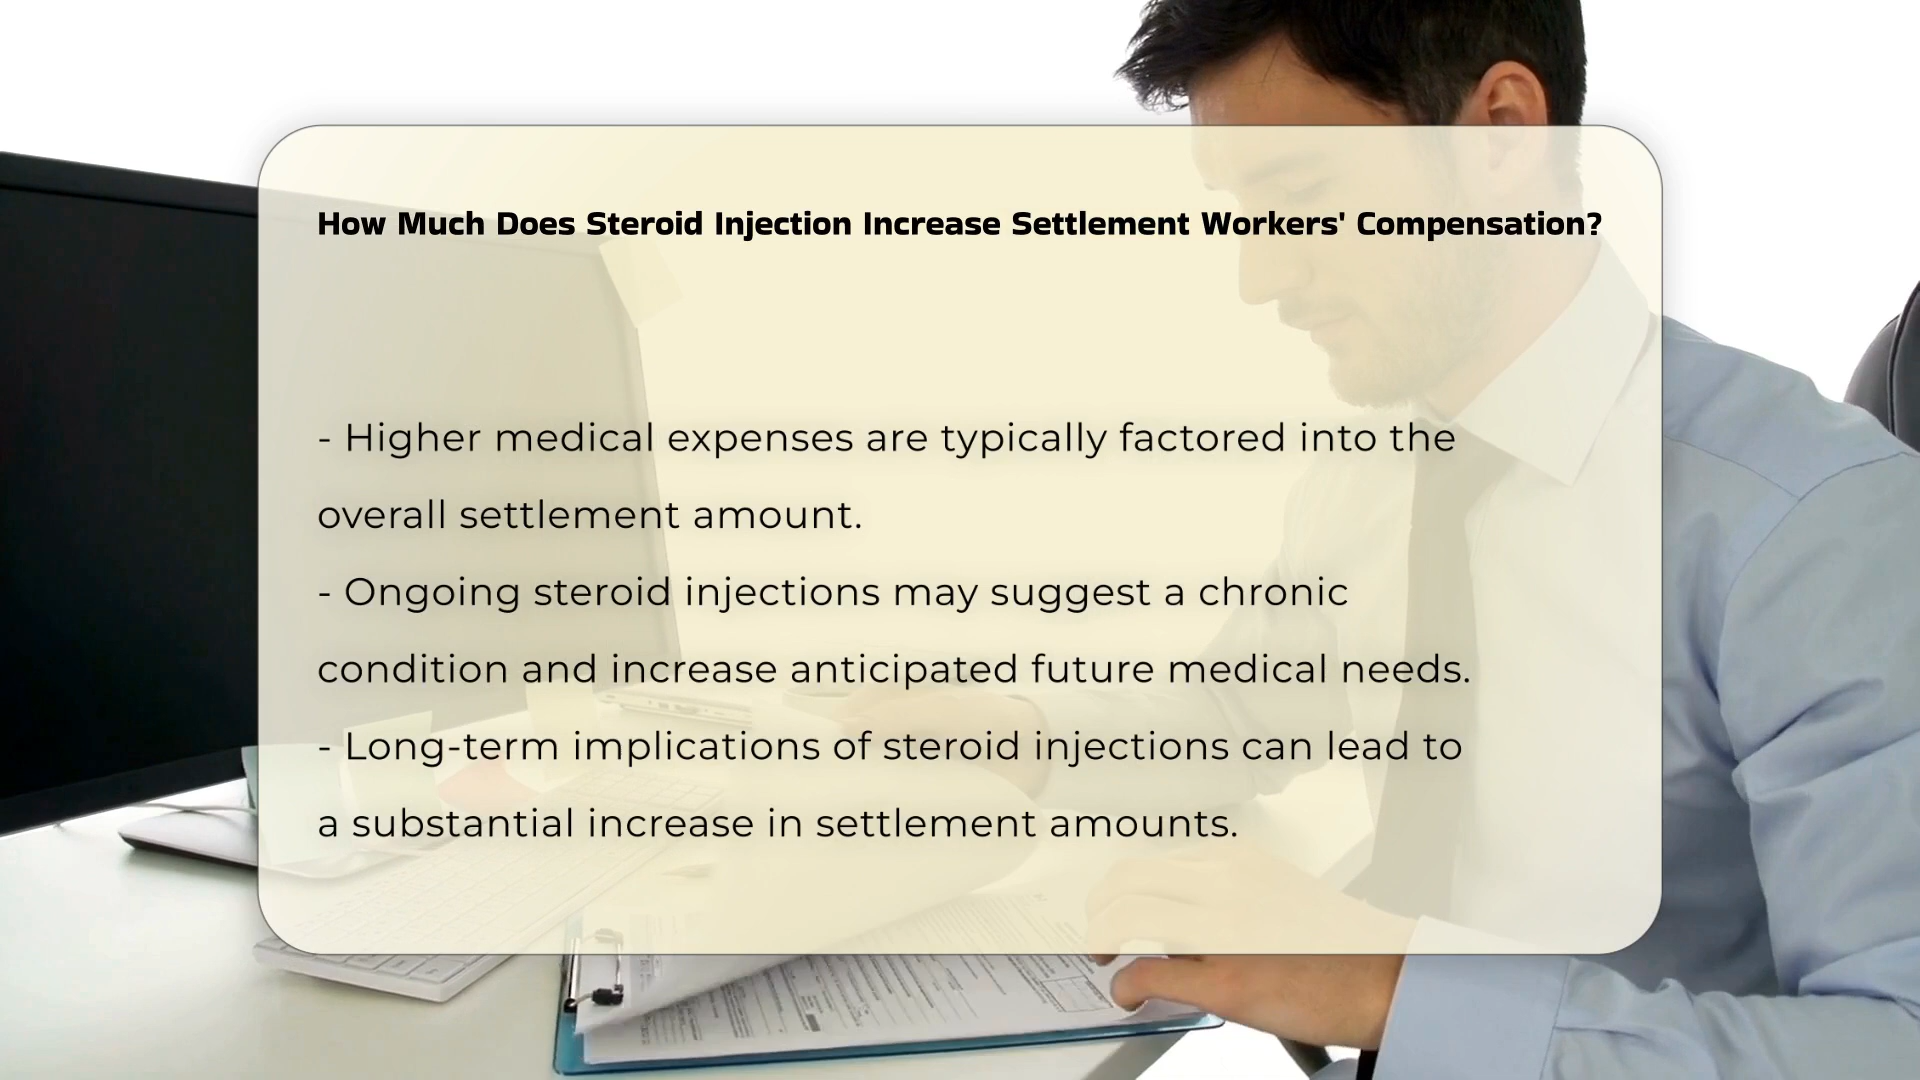 How Much Does Steroid Injection Increase Settlement Workers' Compensation?
- Higher medical expenses are typically factored into the
overall settlement amount.
- Ongoing steroid injections may suggest a chronic
condition and increase anticipated future medical needs.
- Long-term implications of steroid injections can lead to
a substantial increase in settlement amounts.